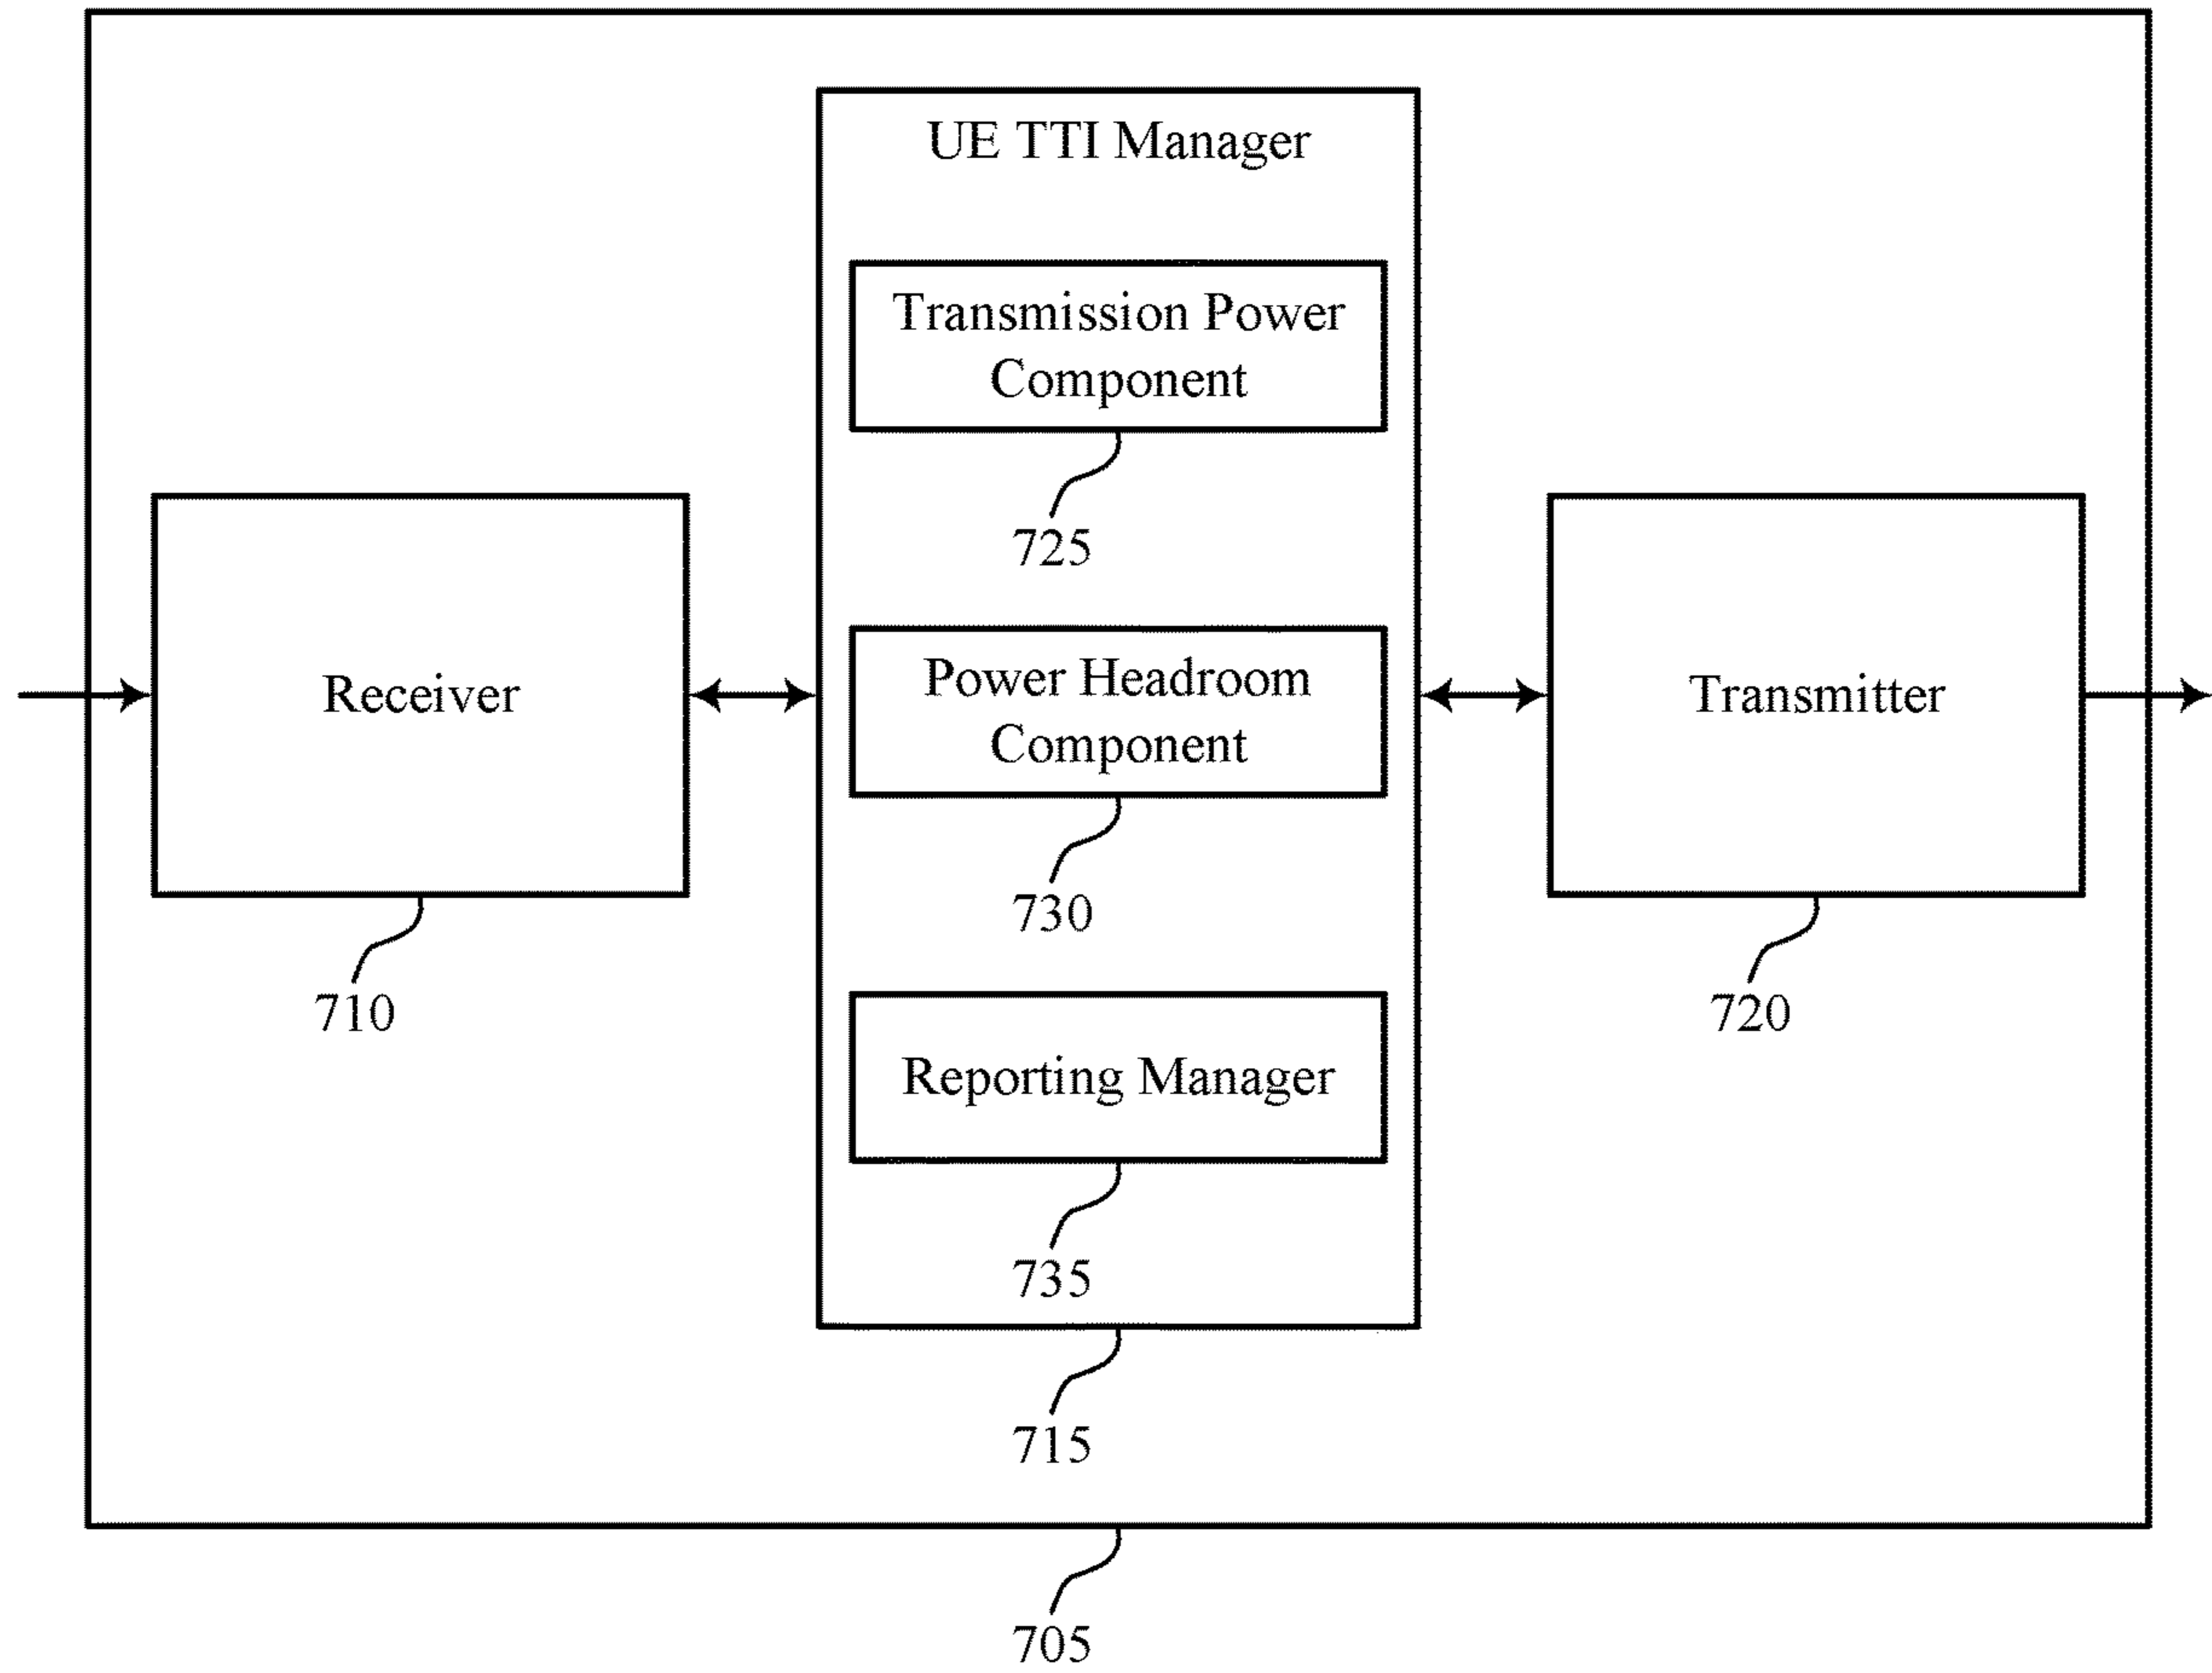 UE TTI Manager
Transmission Power
Component
725
Receiver
710
Power Headroom
Component
730
Transmitter
720
Reporting Manager
735
715
705